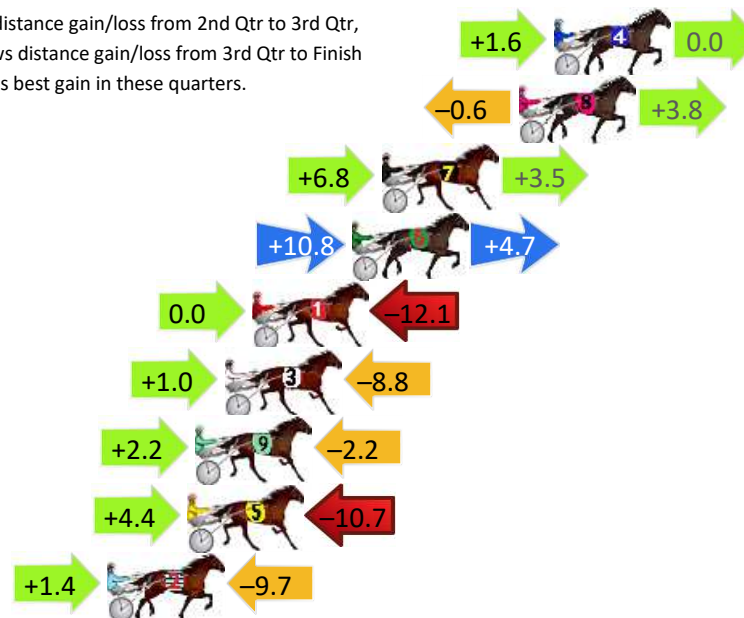 distance gain/loss from 2nd Qtr to 3rd Qtr,
vs distance gain/loss from 3rd Qtr to Finish
s best gain in these quarters.
+1.6 4 0.0
–0.6 8 +3.8
+6.8 7 +3.5
+10.8 6 +4.7
0.0 1 –12.1
+1.0 3 –8.8
+2.2 9 –2.2
+4.4 5 –10.7
+1.4 2 –9.7